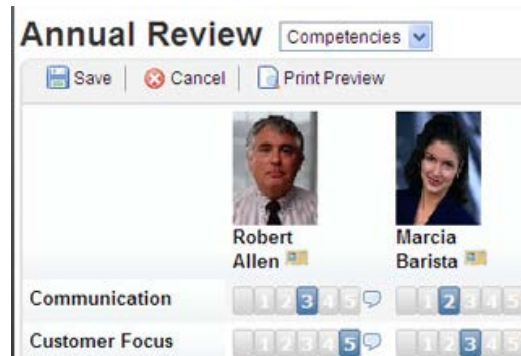 Annual Review Competencies
Save Cancel Print Preview
Robert Allen
Marcia Barista
Communication 1 2 3 4 5 1 2 3 4 5
Customer Focus 1 2 3 4 5 1 2 3 4 5